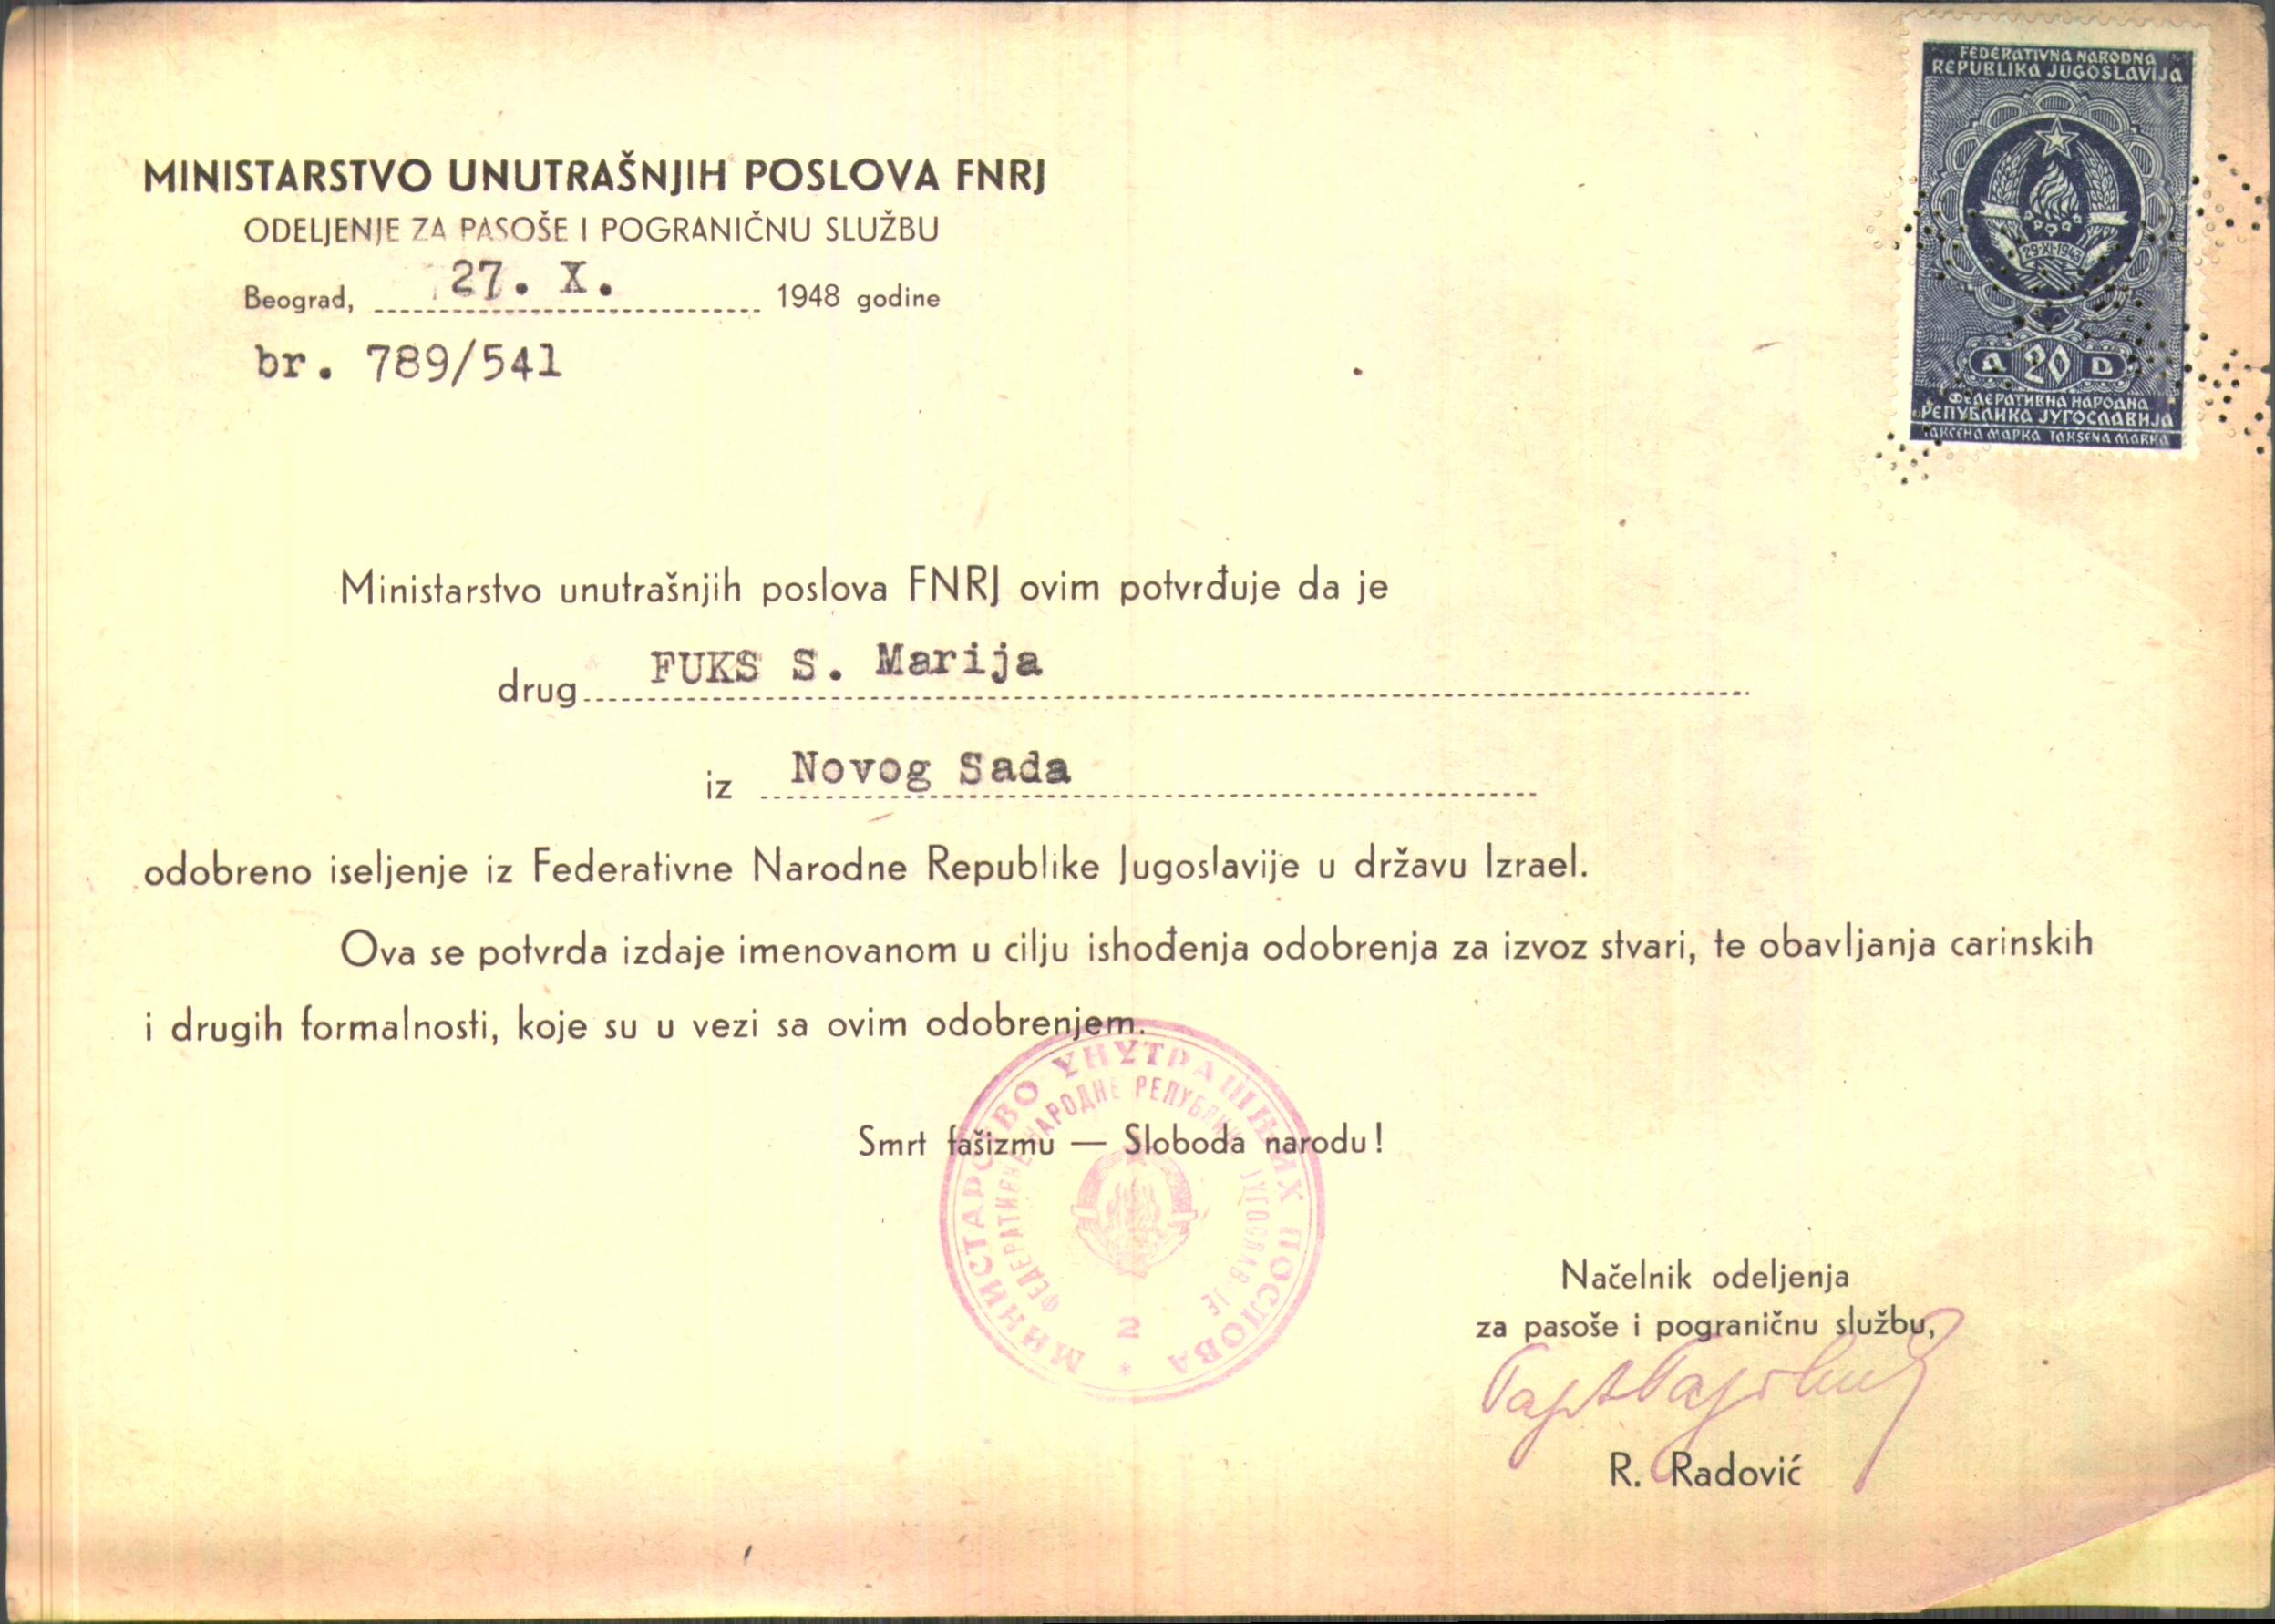 FEDERATIVNA NARODNA
REPUBLIKA JUGOSLAVIJA
29·XI·1943
A 20 D
ФЕДЕРАТИВНА НАРОДНА
РЕПУБЛИКА ЈУГОСЛАВИЈА
ТАКСЕНА МАРКА TAKSENA MARKA
MINISTARSTVO UNUTRAŠNJIH POSLOVA FNRJ
ODELJENJE ZA PASOŠE I POGRANIČNU SLUŽBU
Beograd, 27. X. 1948 godine
br. 789/541
Ministarstvo unutrašnjih poslova FNRJ ovim potvrđuje da je
drug FUKS S. Marija
iz Novog Sada
odobreno iseljenje iz Federativne Narodne Republike Jugoslavije u državu Izrael.
Ova se potvrda izdaje imenovanom u cilju ishođenja odobrenja za izvoz stvari, te obavljanja carinskih
i drugih formalnosti, koje su u vezi sa ovim odobrenjem.
Smrt fašizmu — Sloboda narodu!
МИНИСТАРСТВО УНУТРАШЊИХ ПОСЛОВА
ФЕДЕРАТИВНЕ НАРОДНЕ РЕПУБЛИКЕ ЈУГОСЛАВИЈЕ
2
*
Načelnik odeljenja
za pasoše i pograničnu službu,
R. Radović